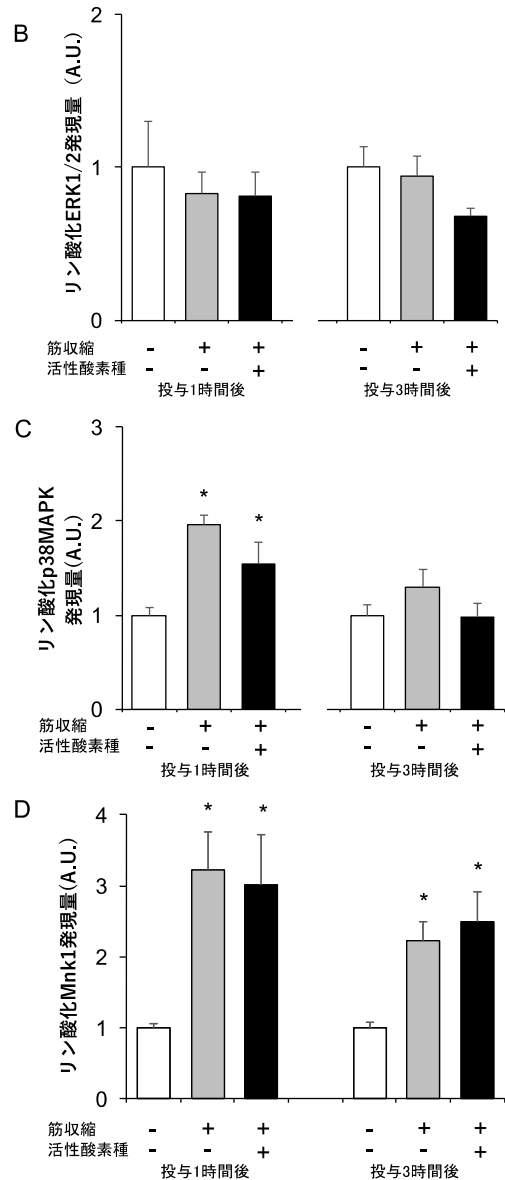 B
リン酸化ERK1/2発現量 (A.U.)
2
1
0
筋収縮 - + + - + +
活性酸素種 - - + - - +
投与1時間後 投与3時間後
C
リン酸化p38MAPK
発現量(A.U.)
3
2
1
0
* *
筋収縮 - + + - + +
活性酸素種 - - + - - +
投与1時間後 投与3時間後
D
リン酸化Mnk1発現量(A.U.)
4
3
2
1
0
* * * *
筋収縮 - + + - + +
活性酸素種 - - + - - +
投与1時間後 投与3時間後